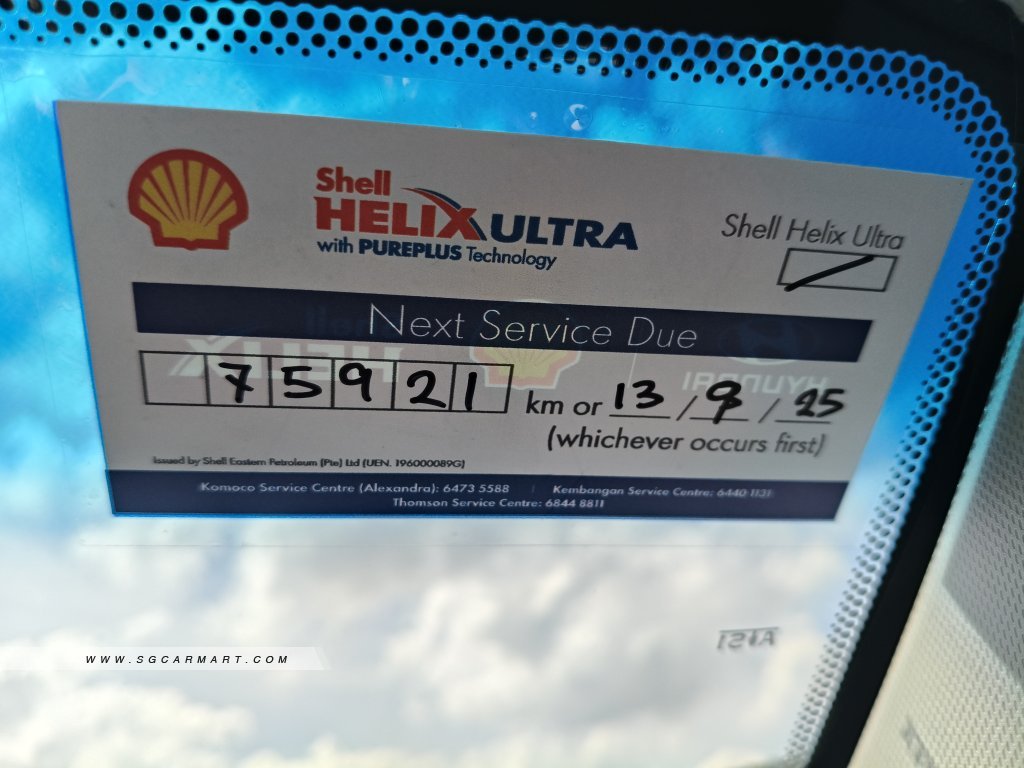 Shell
HELIX ULTRA
with PUREPLUS Technology
Shell Helix Ultra
Next Service Due
75921 km or 13/9/25
(whichever occurs first)
Issued by Shell Eastern Petroleum (Pte) Ltd (UEN. 196000089G)
Komoco Service Centre (Alexandra): 6473 5588 | Kembangan Service Centre: 6440 1131
Thomson Service Centre: 6844 8811
WWW.SGCARMART.COM